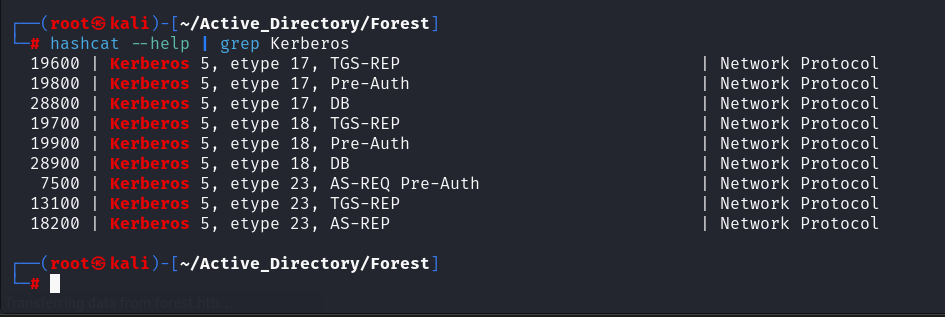 ┌──(root㉿kali)-[~/Active_Directory/Forest]
└─# hashcat --help | grep Kerberos
  19600 | Kerberos 5, etype 17, TGS-REP                              | Network Protocol
  19800 | Kerberos 5, etype 17, Pre-Auth                             | Network Protocol
  28800 | Kerberos 5, etype 17, DB                                   | Network Protocol
  19700 | Kerberos 5, etype 18, TGS-REP                              | Network Protocol
  19900 | Kerberos 5, etype 18, Pre-Auth                             | Network Protocol
  28900 | Kerberos 5, etype 18, DB                                   | Network Protocol
   7500 | Kerberos 5, etype 23, AS-REQ Pre-Auth                      | Network Protocol
  13100 | Kerberos 5, etype 23, TGS-REP                              | Network Protocol
  18200 | Kerberos 5, etype 23, AS-REP                               | Network Protocol
┌──(root㉿kali)-[~/Active_Directory/Forest]
└─#
Transferring data from forest.htb...